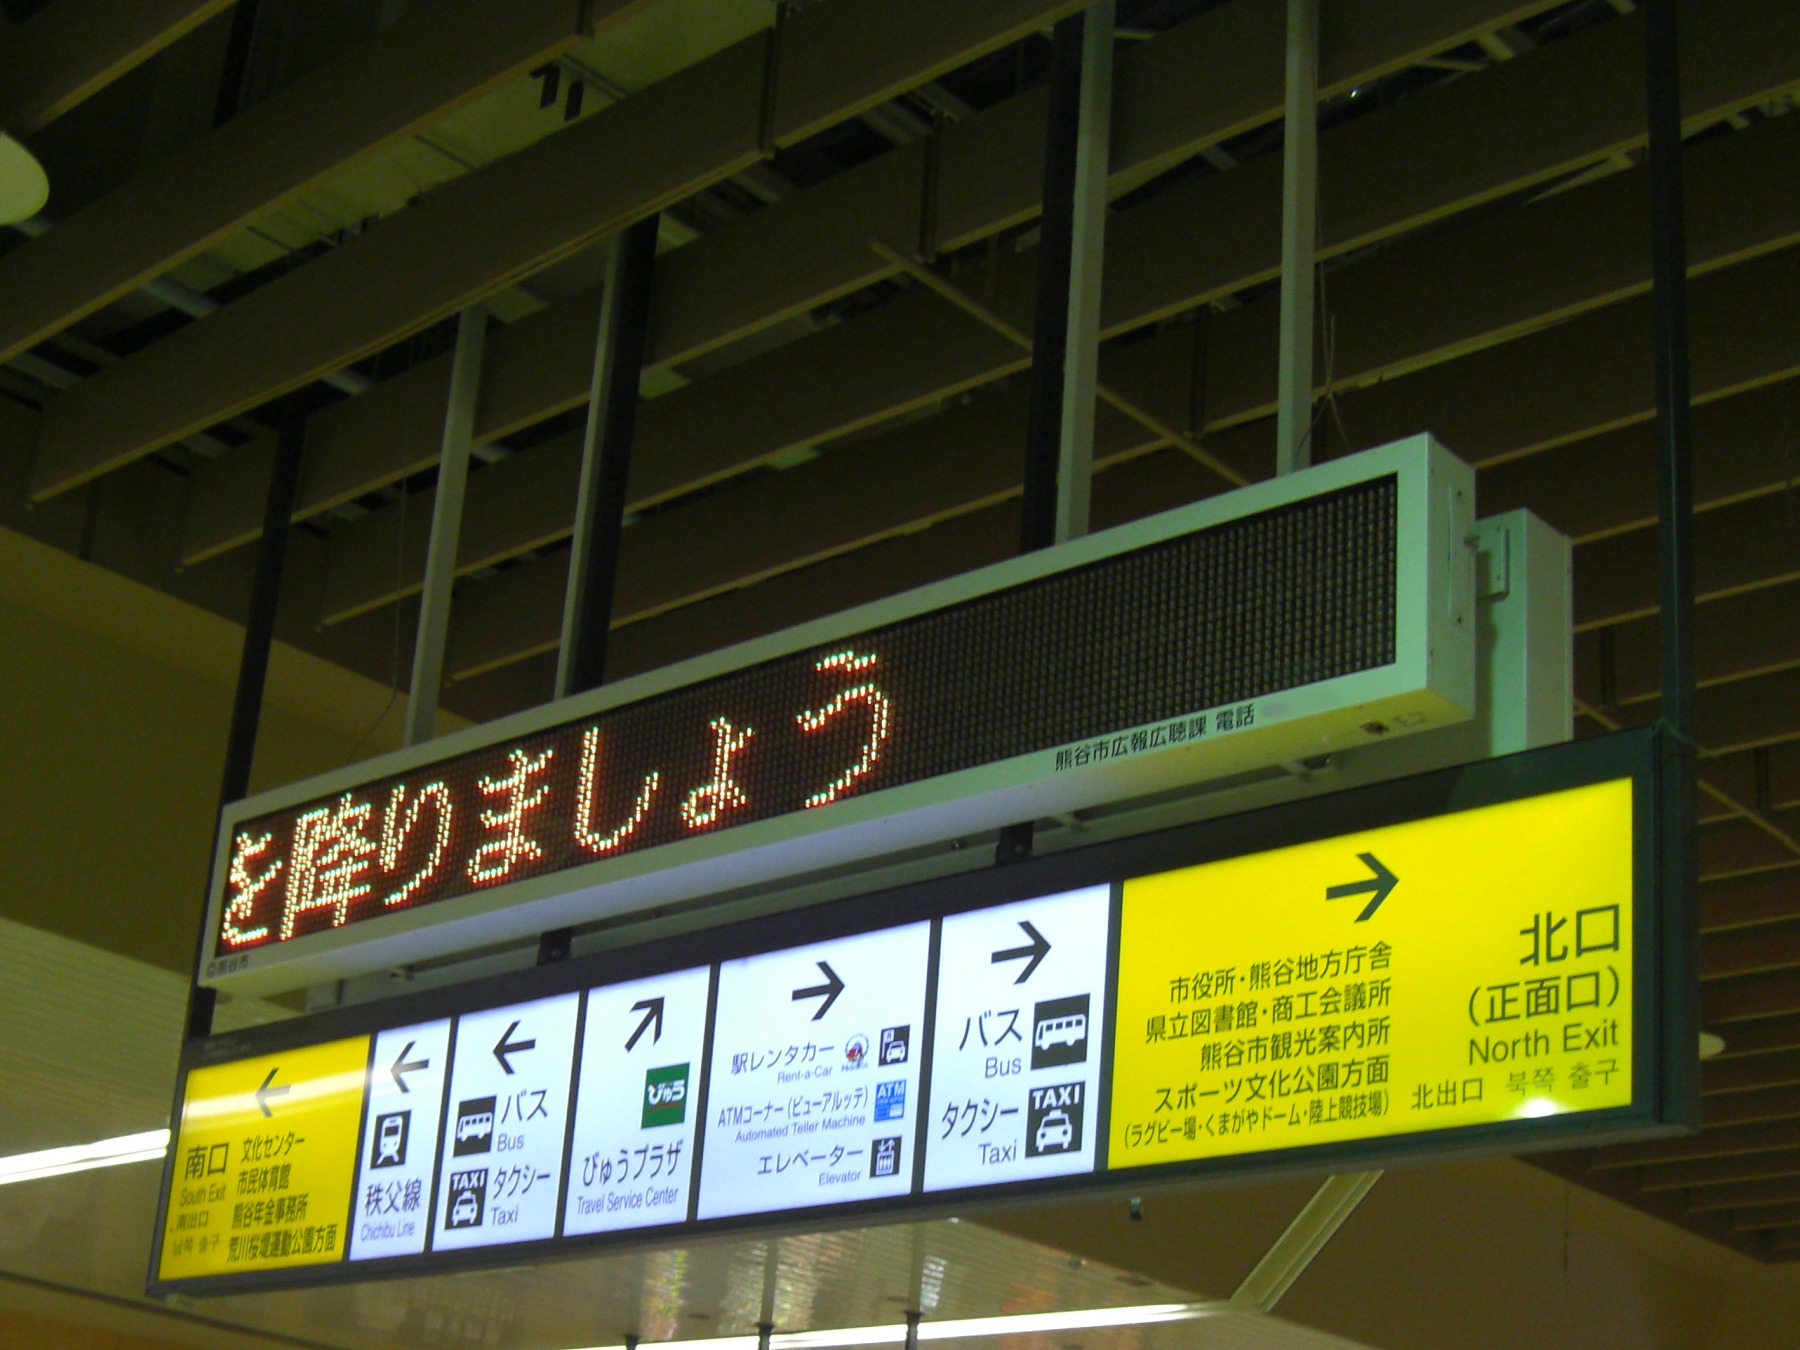 を降りましょう
熊谷市広報広聴課 電話
©熊谷市
←
南口
South Exit
南出口
남쪽 출구
文化センター
市民体育館
熊谷年金事務所
荒川桜堤運動公園方面
←
秩父線
Chichibu Line
←
バス
Bus
TAXI
タクシー
Taxi
↗
びゅう
びゅうプラザ
Travel Service Center
→
駅レンタカー
Rent-a-Car
ATMコーナー(ビューアルッテ)
Automated Teller Machine
ATM
エレベーター
Elevator
→
バス
Bus
タクシー
Taxi
TAXI
→
市役所・熊谷地方庁舎
県立図書館・商工会議所
熊谷市観光案内所
スポーツ文化公園方面
(ラグビー場・くまがやドーム・陸上競技場)
北口
(正面口)
North Exit
北出口 북쪽 출구